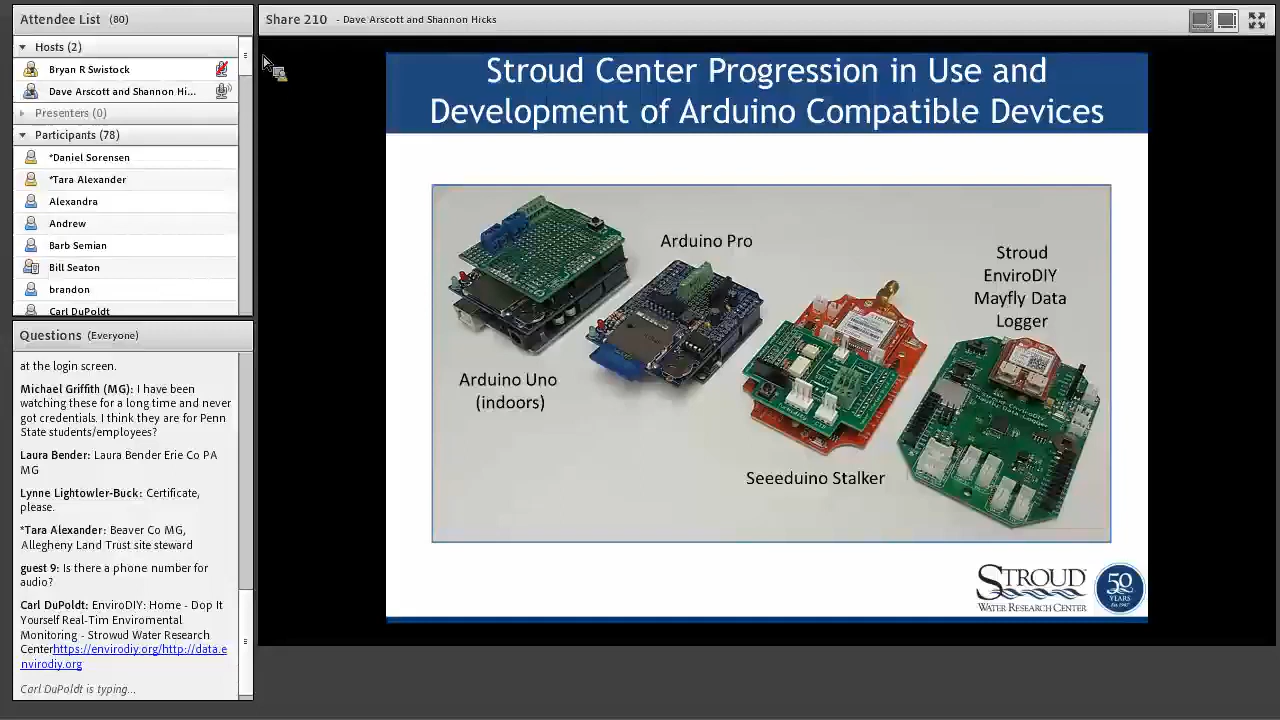 Attendee List (80)
Hosts (2)
Bryan R Swistock
Dave Arscott and Shannon Hi...
Presenters (0)
Participants (78)
*Daniel Sorensen
*Tara Alexander
Alexandra
Andrew
Barb Semian
Bill Seaton
brandon
Carl DuPoldt
Questions (Everyone)
at the login screen.
Michael Griffith (MG): I have been
watching these for a long time and never
got credentials. I think they are for Penn
State students/employees?
Laura Bender: Laura Bender Erie Co PA
MG
Lynne Lightowler-Buck: Certificate,
please.
*Tara Alexander: Beaver Co MG,
Allegheny Land Trust site steward
guest 9: Is there a phone number for
audio?
Carl DuPoldt: EnviroDIY: Home - Dop It
Yourself Real-Tim Enviromental
Monitoring - Strowud Water Research
Centerhttps://envirodiy.org/http://data.e
nvirodiy.org
Carl DuPoldt is typing...
Share 210 - Dave Arscott and Shannon Hicks
Stroud Center Progression in Use and
Development of Arduino Compatible Devices
Arduino Uno
(indoors)
Arduino Pro
Seeeduino Stalker
Stroud
EnviroDIY
Mayfly Data
Logger
Stroud EnviroDIY
Mayfly Data Logger
STROUD
WATER RESEARCH CENTER
50
YEARS